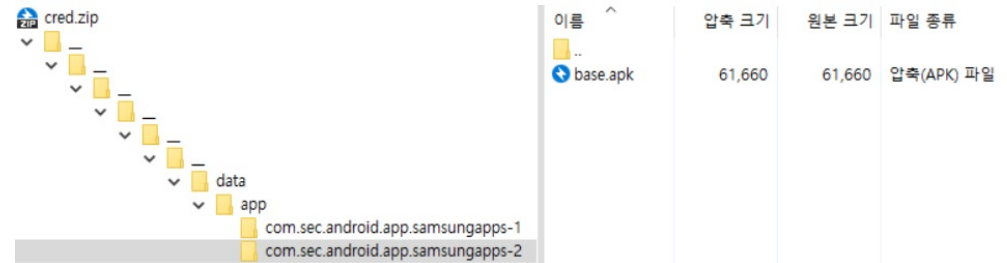 ZIP cred.zip
_
_
_
_
_
_
data
app
com.sec.android.app.samsungapps-1
com.sec.android.app.samsungapps-2
이름 압축 크기 원본 크기 파일 종류
..
base.apk 61,660 61,660 압축(APK) 파일